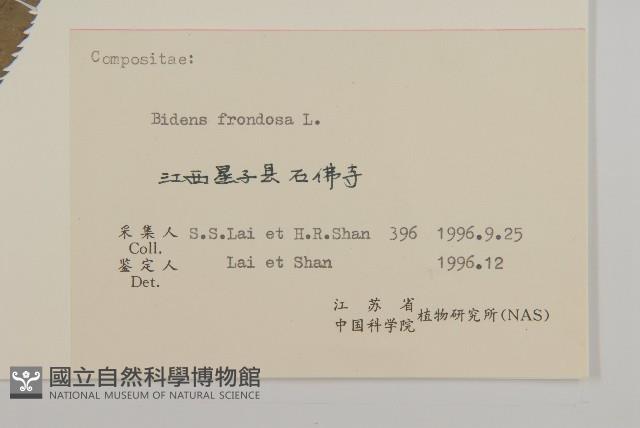 Compositae:
Bidens frondosa L.
江西星子县 石佛寺
采集人 S.S.Lai et H.R.Shan 396 1996.9.25
Coll.
鉴定人 Lai et Shan 1996.12
Det.
江苏省
中国科学院 植物研究所(NAS)
國立自然科學博物館
NATIONAL MUSEUM OF NATURAL SCIENCE